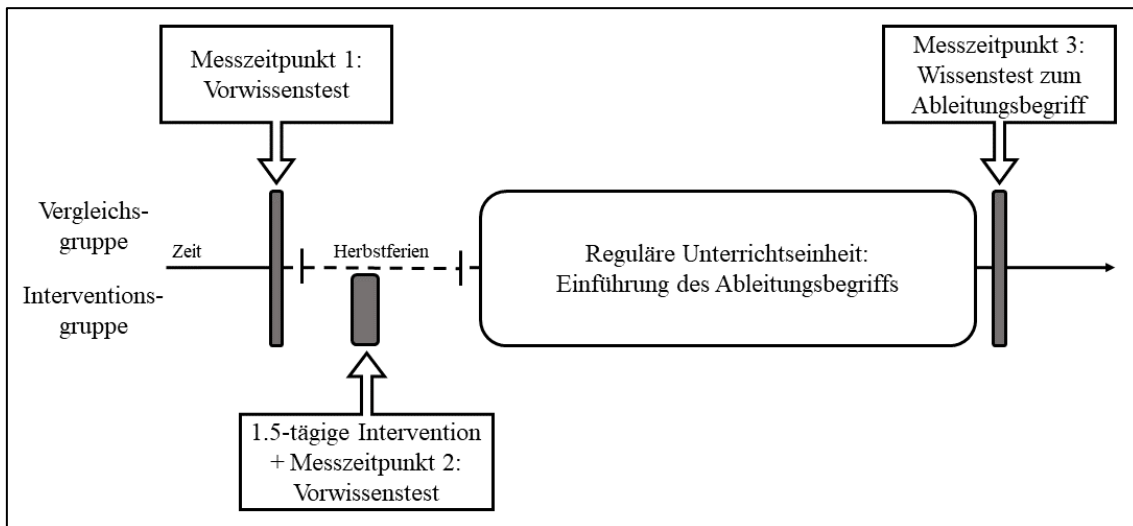 Messzeitpunkt 1:
Vorwissenstest
Messzeitpunkt 3:
Wissenstest zum
Ableitungsbegriff
Vergleichs-
gruppe
Zeit
Herbstferien
Reguläre Unterrichtseinheit:
Einführung des Ableitungsbegriffs
Interventions-
gruppe
1.5-tägige Intervention
+ Messzeitpunkt 2:
Vorwissenstest